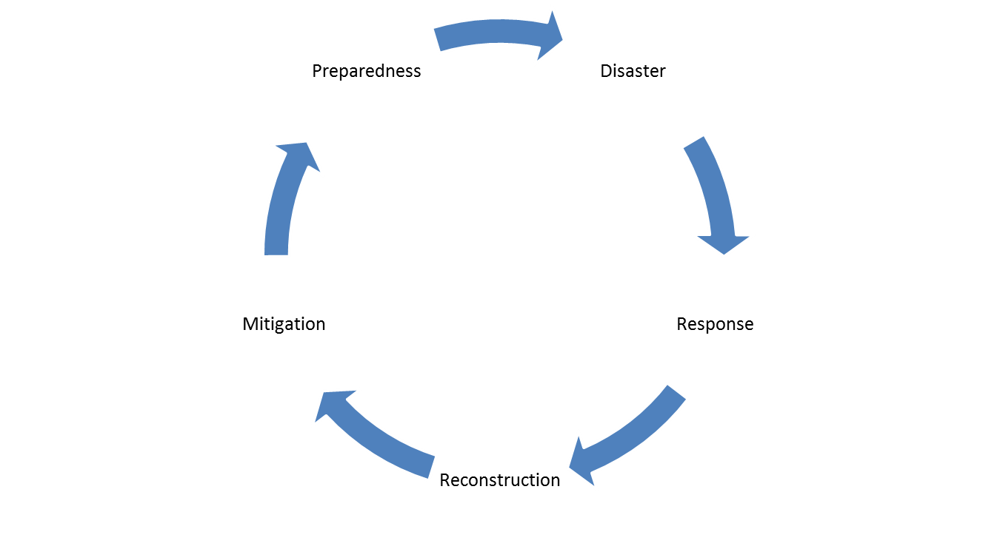 Preparedness
Disaster
Mitigation
Response
Reconstruction